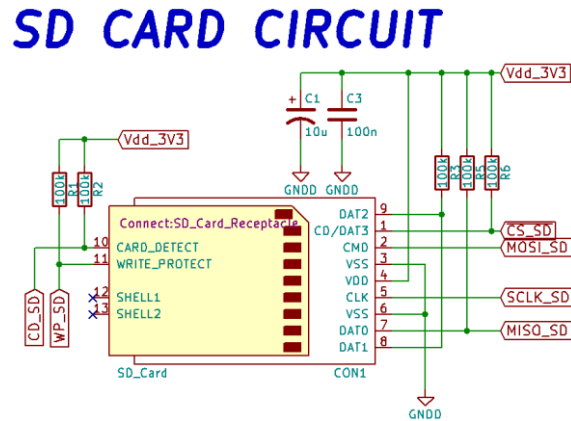 SD CARD CIRCUIT
Vdd_3V3
C1
C3
10u
100n
GNDD
GNDD
Vdd_3V3
100k
R1
100k
R2
100k
R3
100k
R5
100k
R6
Connect:SD_Card_Receptacle
10
CARD_DETECT
11
WRITE_PROTECT
12
SHELL1
13
SHELL2
CD_SD
WP_SD
DAT2
9
CD/DAT3
1
CS_SD
CMD
2
MOSI_SD
VSS
3
VDD
4
CLK
5
SCLK_SD
VSS
6
DAT0
7
MISO_SD
DAT1
8
SD_Card
CON1
GNDD